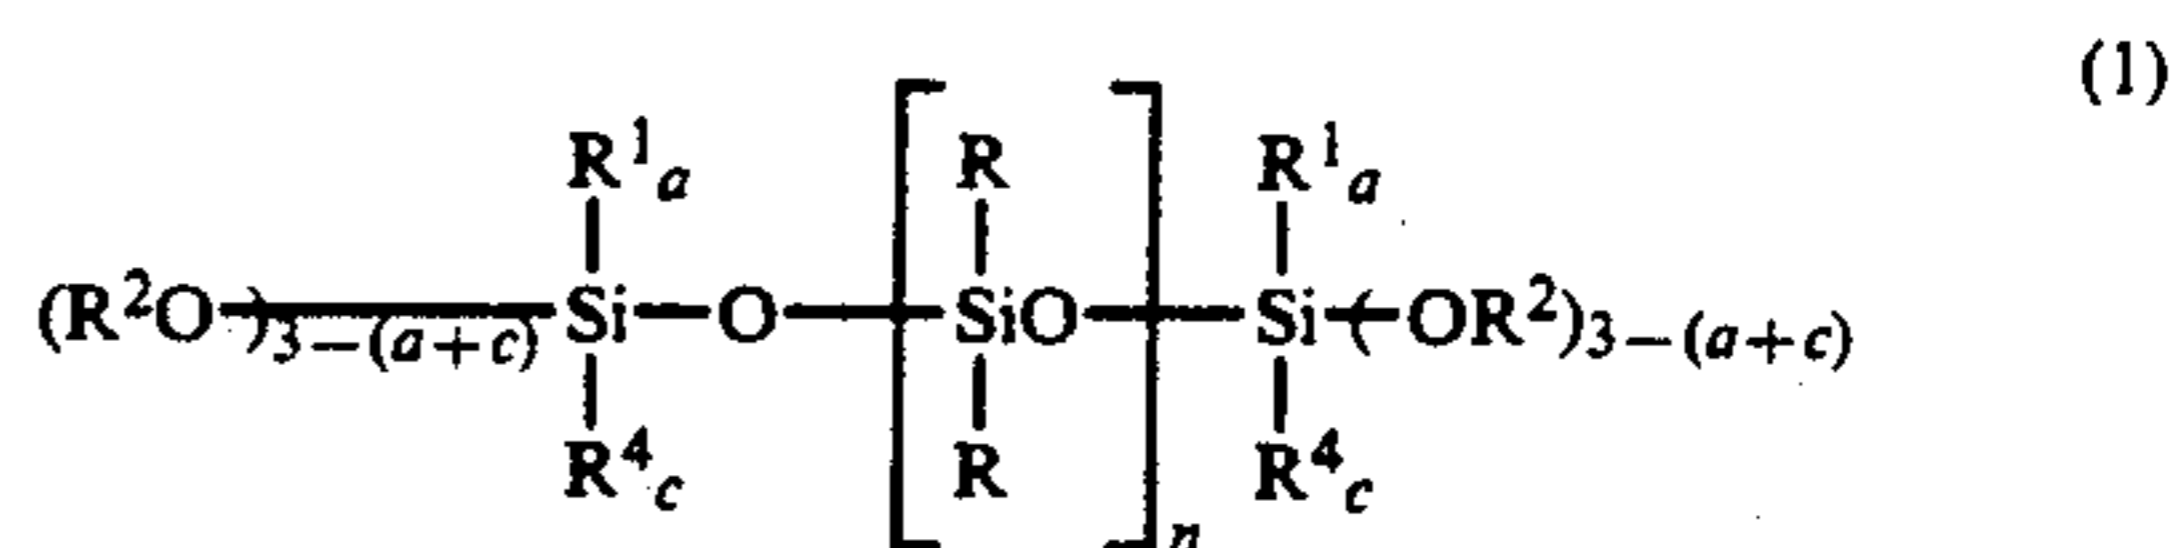 (1)
R¹ₐ R R¹ₐ
(R²O)3−(a+c) Si—O—[SiO]n—Si(OR²)3−(a+c)
R⁴c R R⁴c